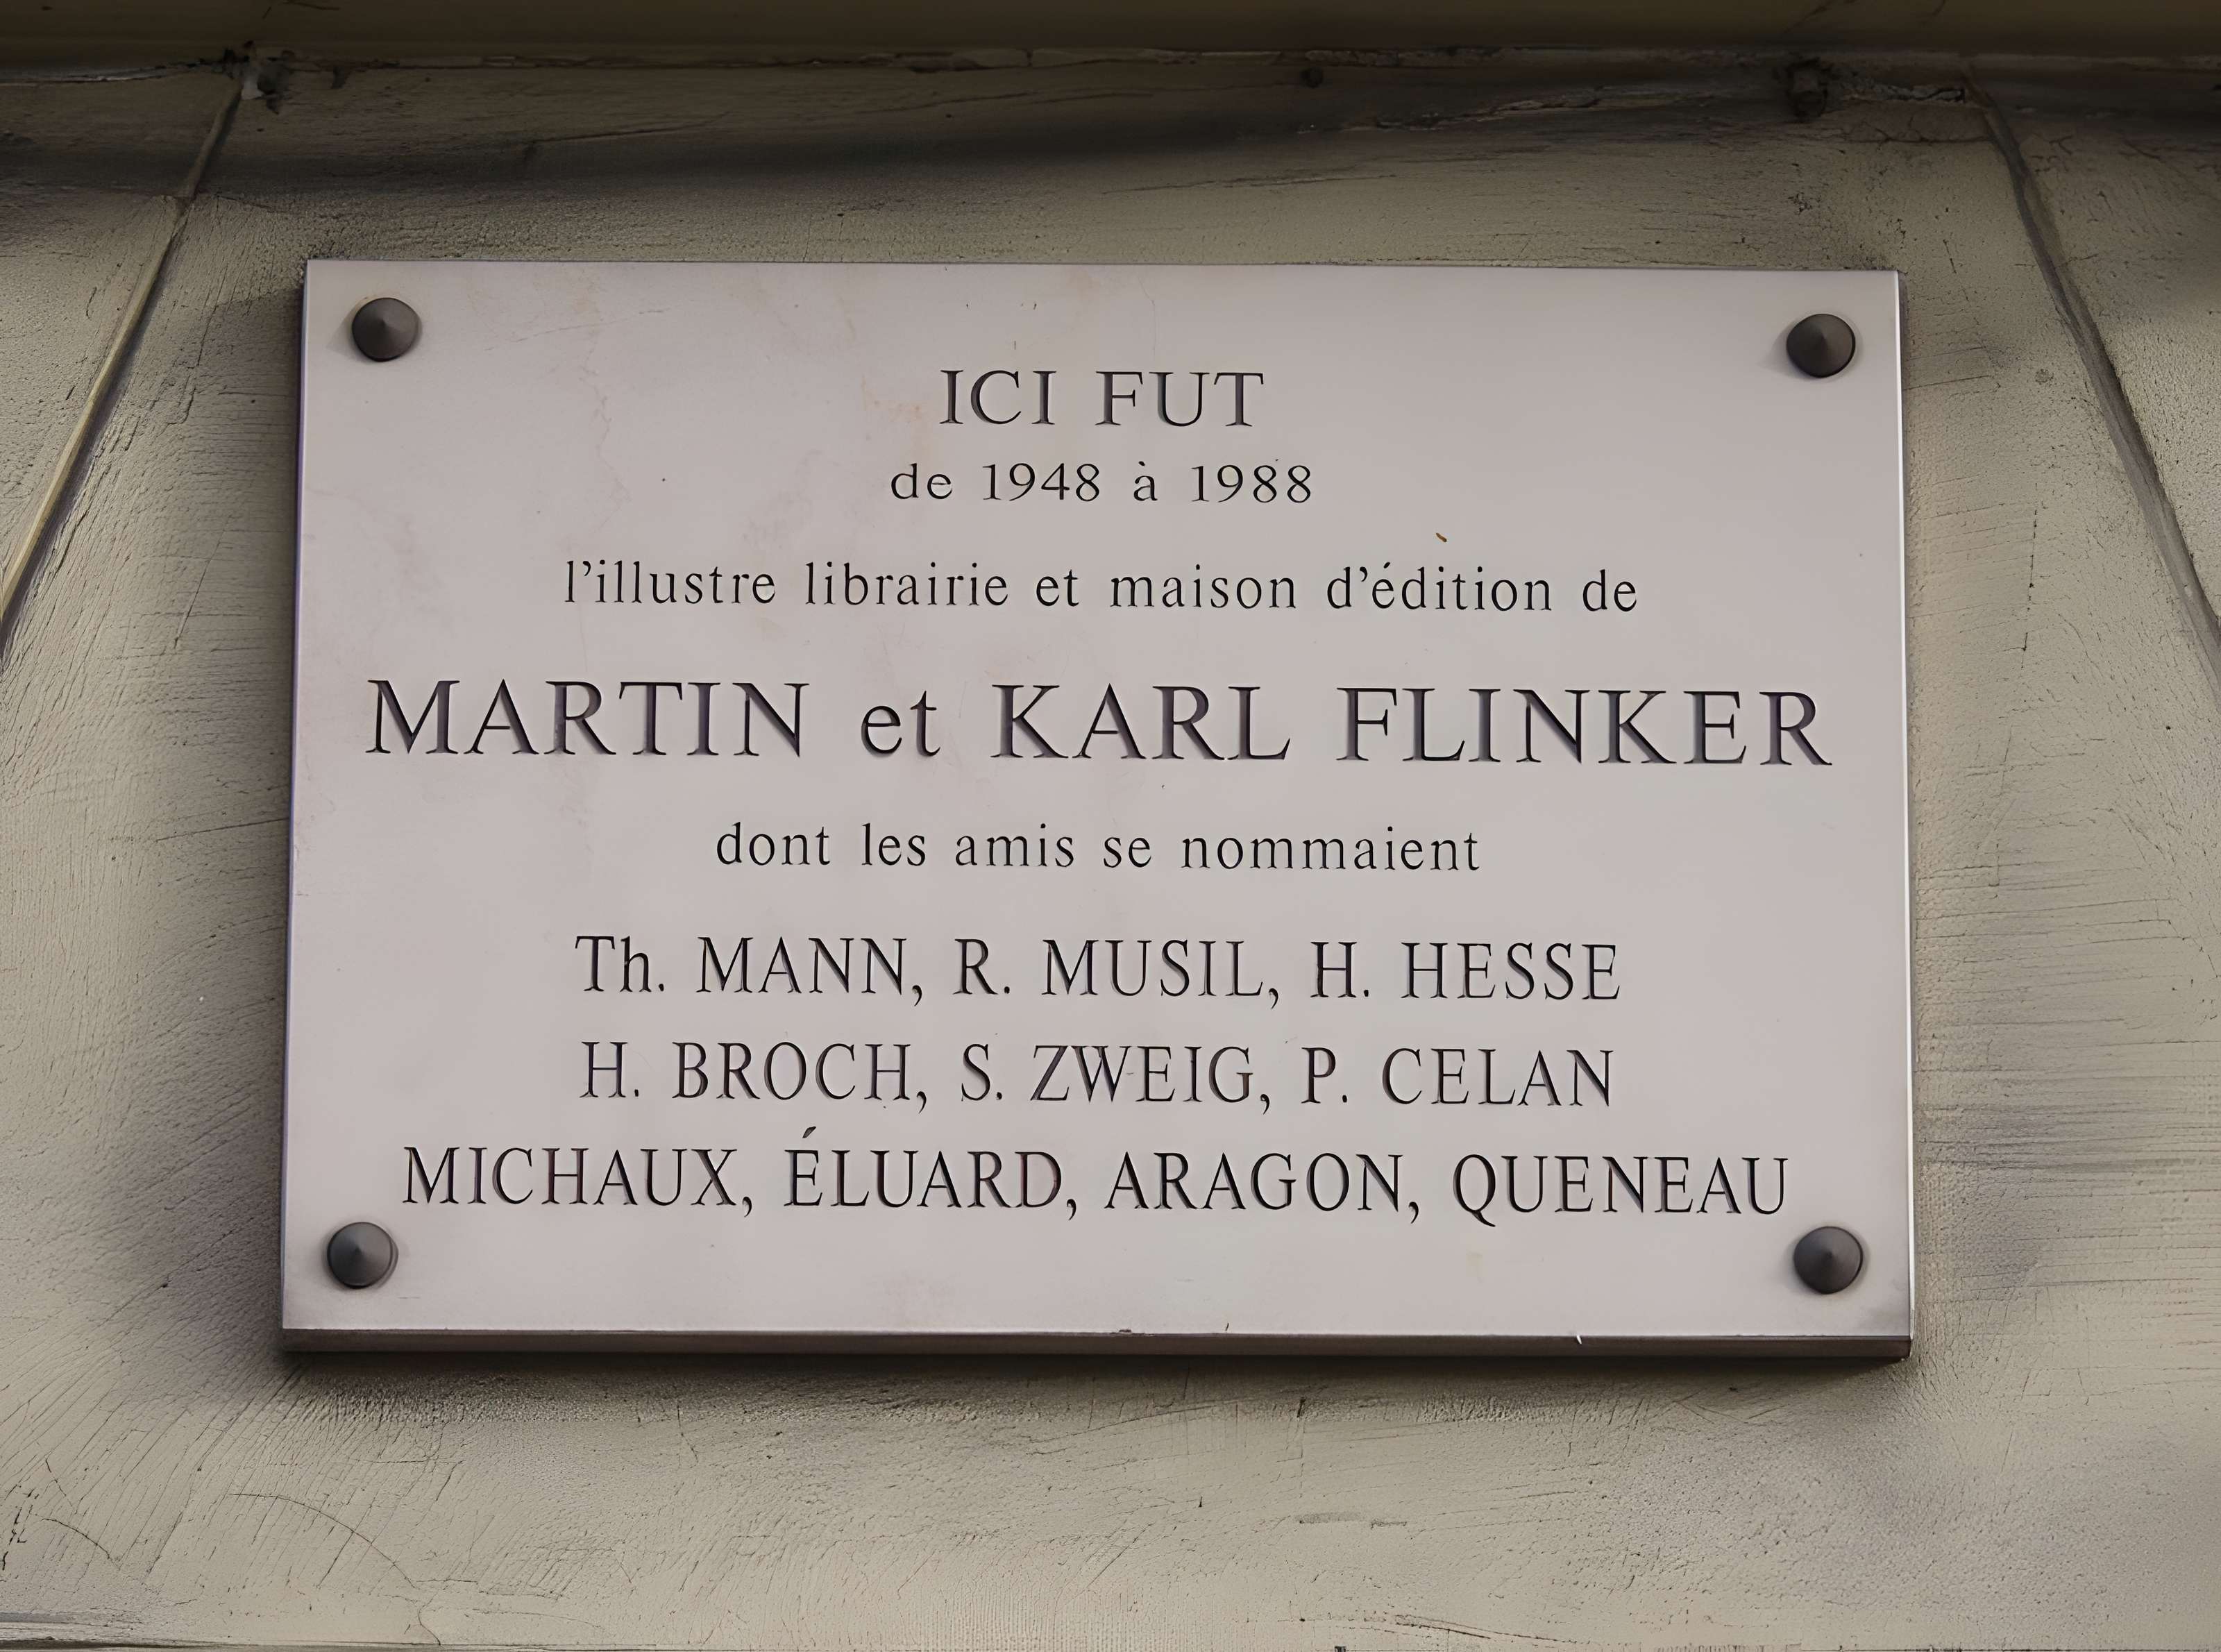 ICI FUT
de 1948 à 1988
l'illustre librairie et maison d'édition de
MARTIN et KARL FLINKER
dont les amis se nommaient
Th. MANN, R. MUSIL, H. HESSE
H. BROCH, S. ZWEIG, P. CELAN
MICHAUX, ÉLUARD, ARAGON, QUENEAU